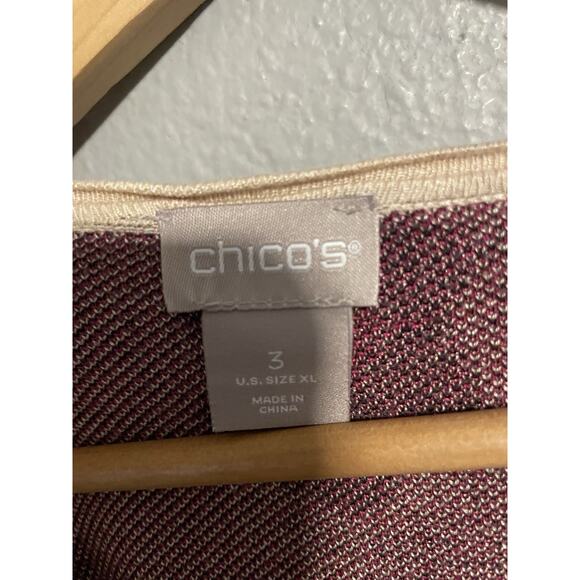 chico's®
3
U.S. SIZE XL
MADE IN
CHINA